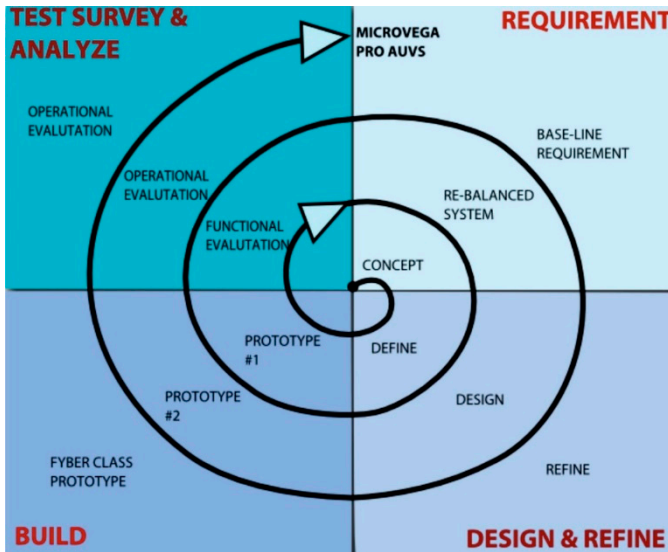 TEST SURVEY &
ANALYZE
MICROVEGA
PRO AUVS
REQUIREMENT
OPERATIONAL
EVALUTATION
BASE-LINE
REQUIREMENT
OPERATIONAL
EVALUTATION
RE-BALANCED
SYSTEM
FUNCTIONAL
EVALUTATION
CONCEPT
PROTOTYPE
#1
DEFINE
PROTOTYPE
#2
DESIGN
FYBER CLASS
PROTOTYPE
REFINE
BUILD
DESIGN & REFINE